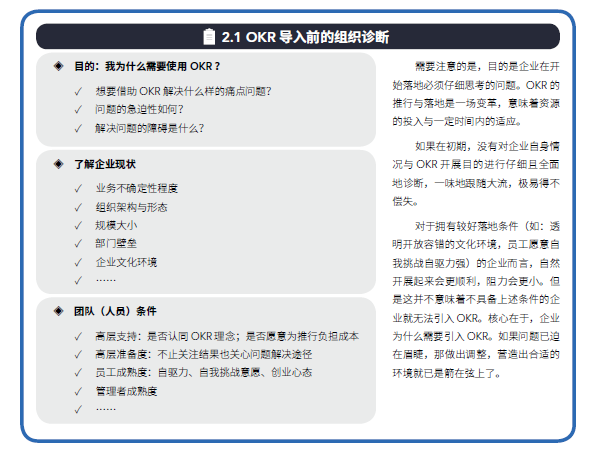 2.1 OKR 导入前的组织诊断
◈ 目的：我为什么需要使用 OKR？
✓ 想要借助 OKR 解决什么样的痛点问题？
✓ 问题的急迫性如何？
✓ 解决问题的障碍是什么？
◈ 了解企业现状
✓ 业务不确定性程度
✓ 组织架构与形态
✓ 规模大小
✓ 部门壁垒
✓ 企业文化环境
✓ ……
◈ 团队（人员）条件
✓ 高层支持：是否认同 OKR 理念；是否愿意为推行负担成本
✓ 高层准备度：不止关注结果也关心问题解决途径
✓ 员工成熟度：自驱力、自我挑战意愿、创业心态
✓ 管理者成熟度
✓ ……
需要注意的是，目的是企业在开
始落地必须仔细思考的问题。OKR 的
推行与落地是一场变革，意味着资源
的投入与一定时间内的适应。
如果在初期，没有对企业自身情
况与 OKR 开展目的进行仔细且全面
地诊断，一味地跟随大流，极易得不
偿失。
对于拥有较好落地条件（如：透
明开放容错的文化环境，员工愿意自
我挑战自驱力强）的企业而言，自然
开展起来会更顺利，阻力会更小。但
是这并不意味着不具备上述条件的企
业就无法引入 OKR。核心在于，企业
为什么需要引入 OKR。如果问题已迫
在眉睫，那做出调整，营造出合适的
环境就已是箭在弦上了。